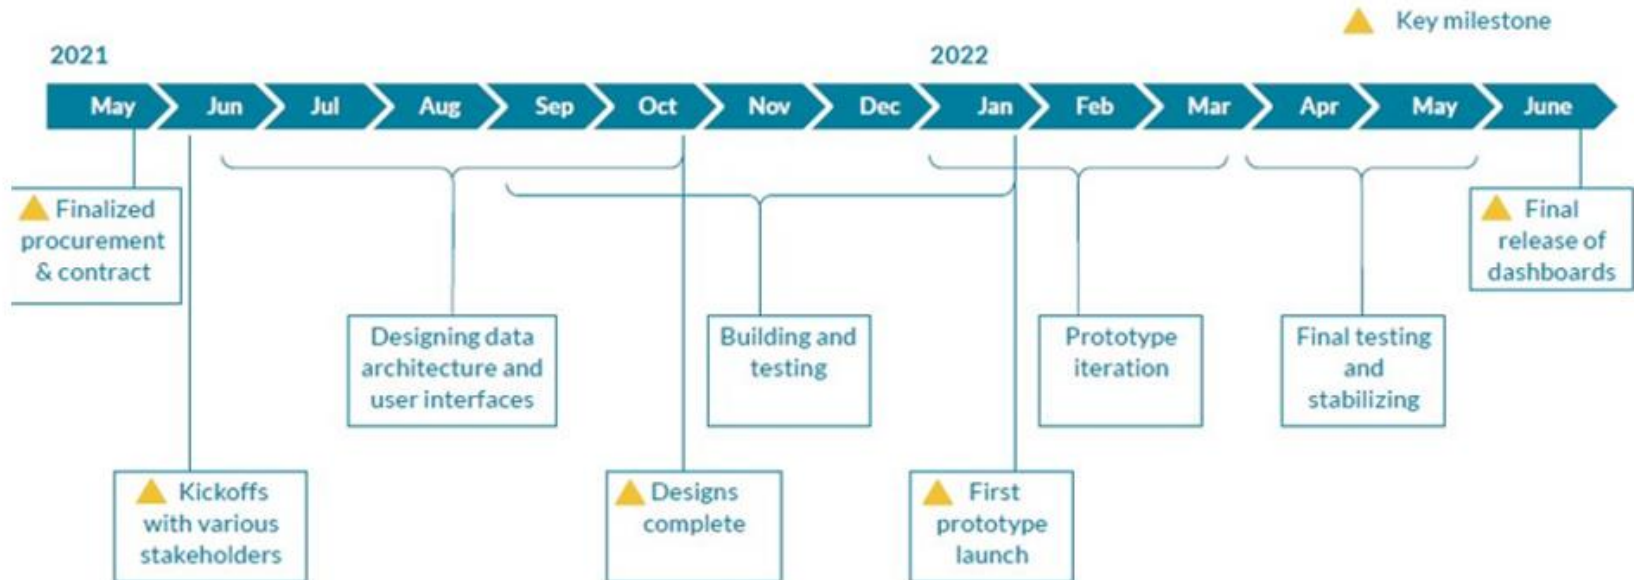 Key milestone
2021
2022
May Jun Jul Aug Sep Oct Nov Dec Jan Feb Mar Apr May June
Finalized
procurement
& contract
Final
release of
dashboards
Designing data
architecture and
user interfaces
Building and
testing
Prototype
iteration
Final testing
and
stabilizing
Kickoffs
with various
stakeholders
Designs
complete
First
prototype
launch